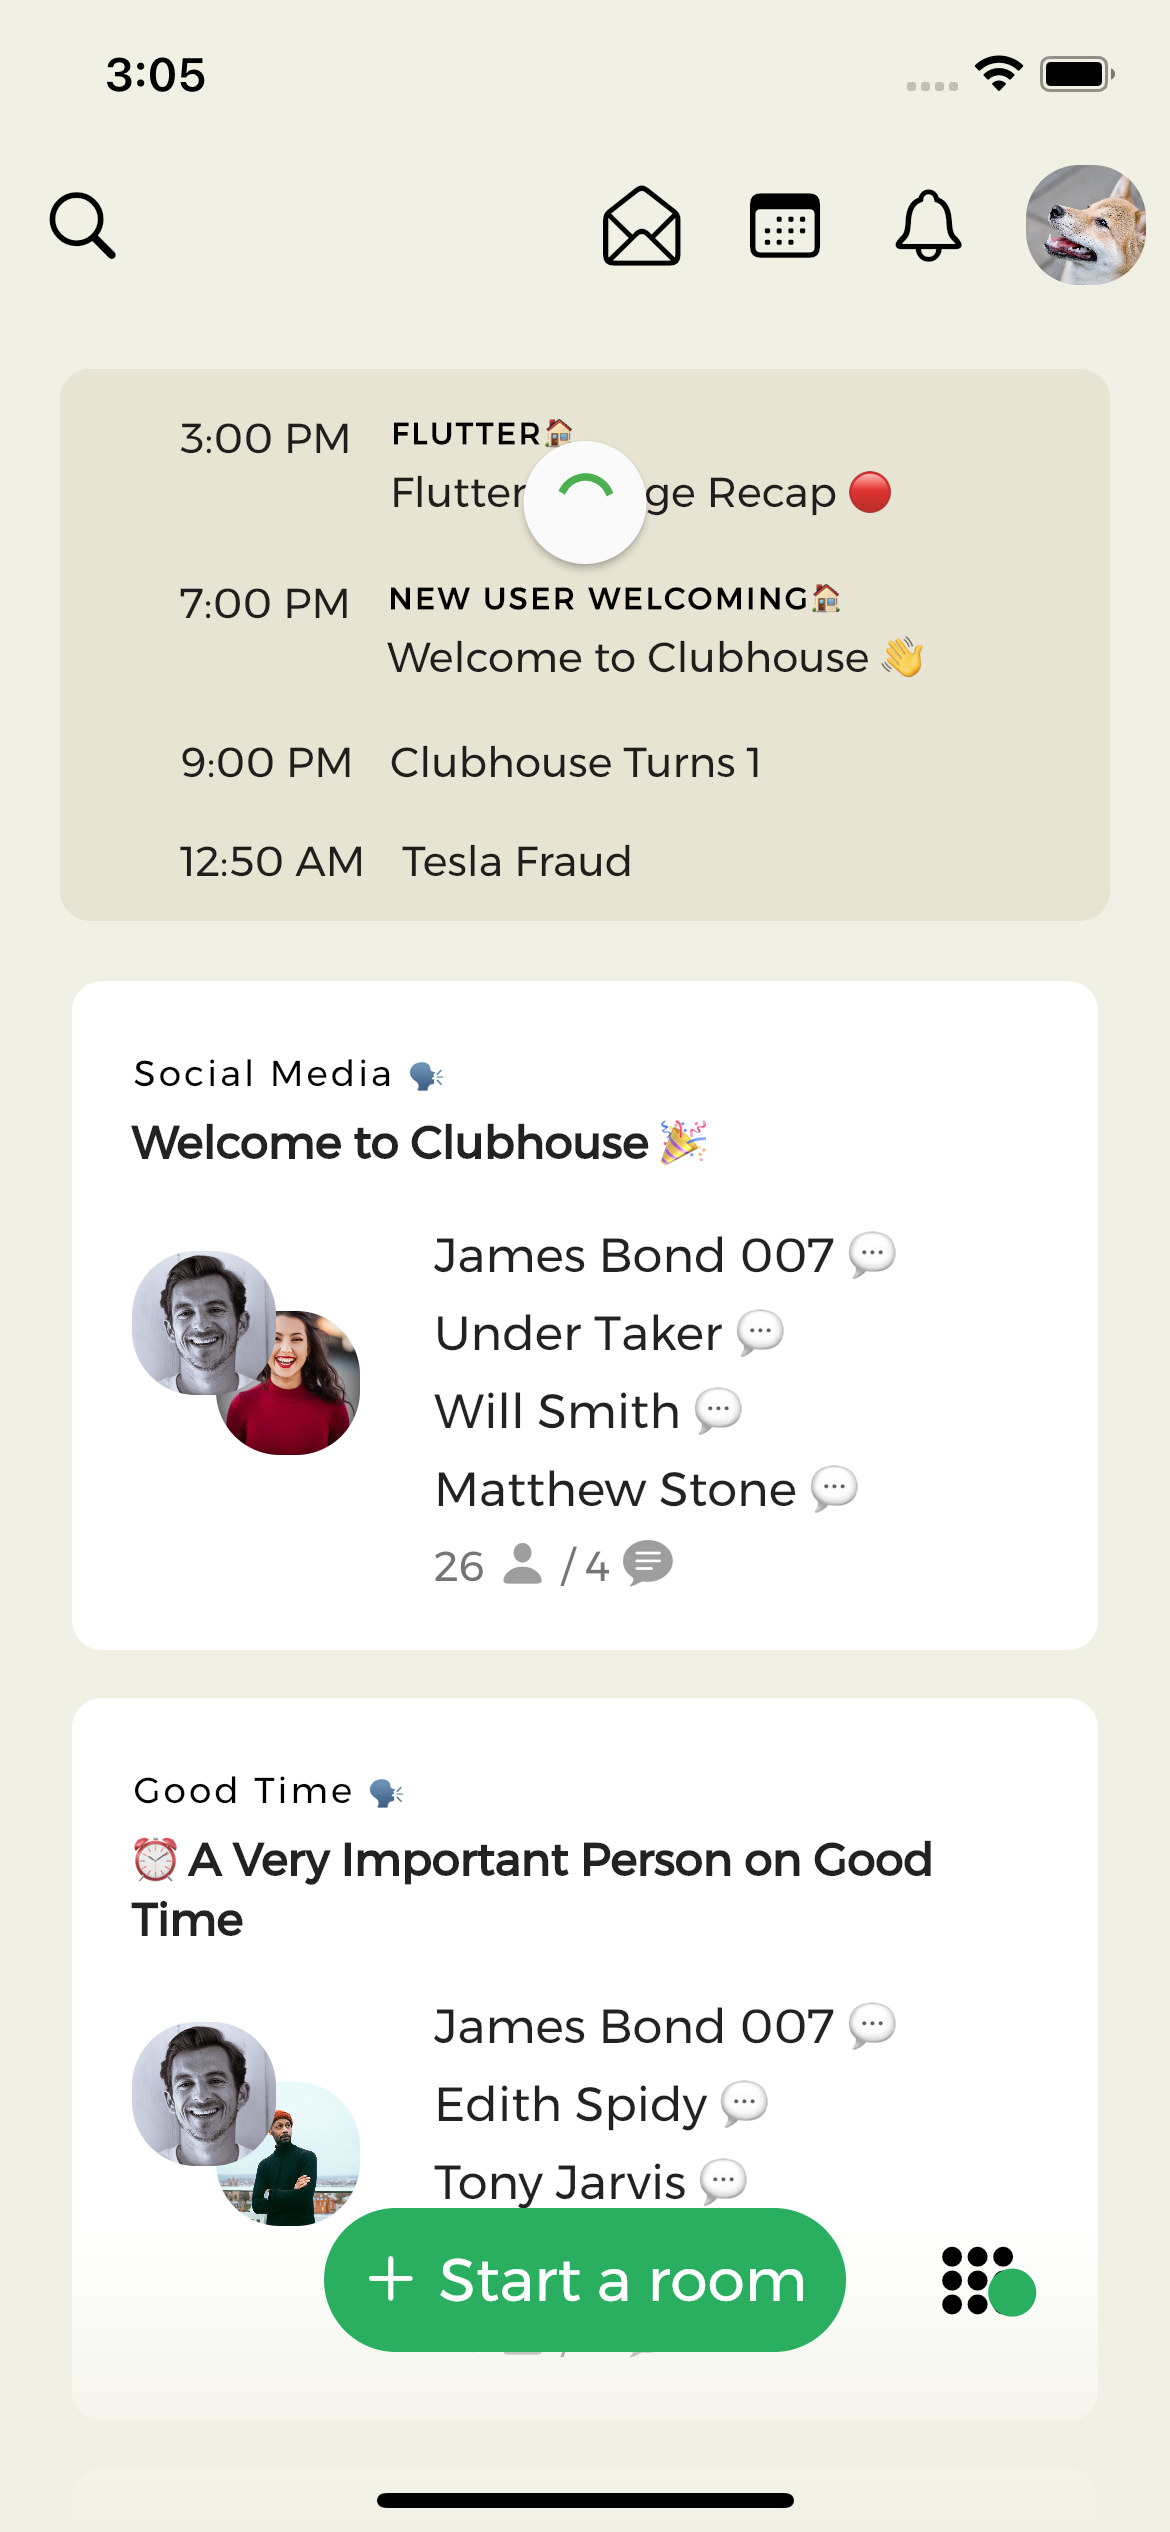 3:05
3:00 PM FLUTTER🏠
Flutter ge Recap 🔴
7:00 PM NEW USER WELCOMING🏠
Welcome to Clubhouse 👋
9:00 PM Clubhouse Turns 1
12:50 AM Tesla Fraud
Social Media 🗣️
Welcome to Clubhouse 🎉
James Bond 007 💬
Under Taker 💬
Will Smith 💬
Matthew Stone 💬
26 / 4
Good Time 🗣️
⏰ A Very Important Person on Good
Time
James Bond 007 💬
Edith Spidy 💬
Tony Jarvis 💬
+ Start a room